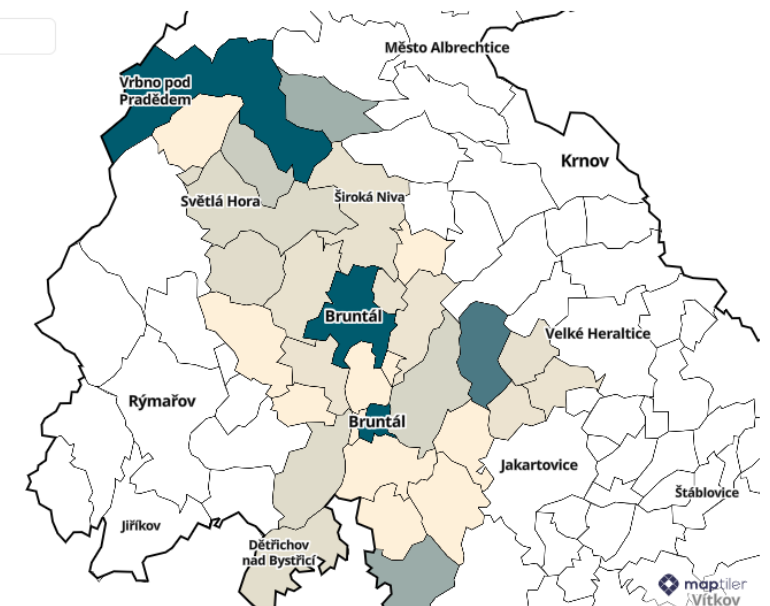 Město Albrechtice
Vrbno pod
Pradědem
Krnov
Světlá Hora
Široká Niva
Bruntál
Velké Heraltice
Rýmařov
Bruntál
Jakartovice
Štáblovice
Jiříkov
Dětřichov
nad Bystřicí
maptiler
Vítkov